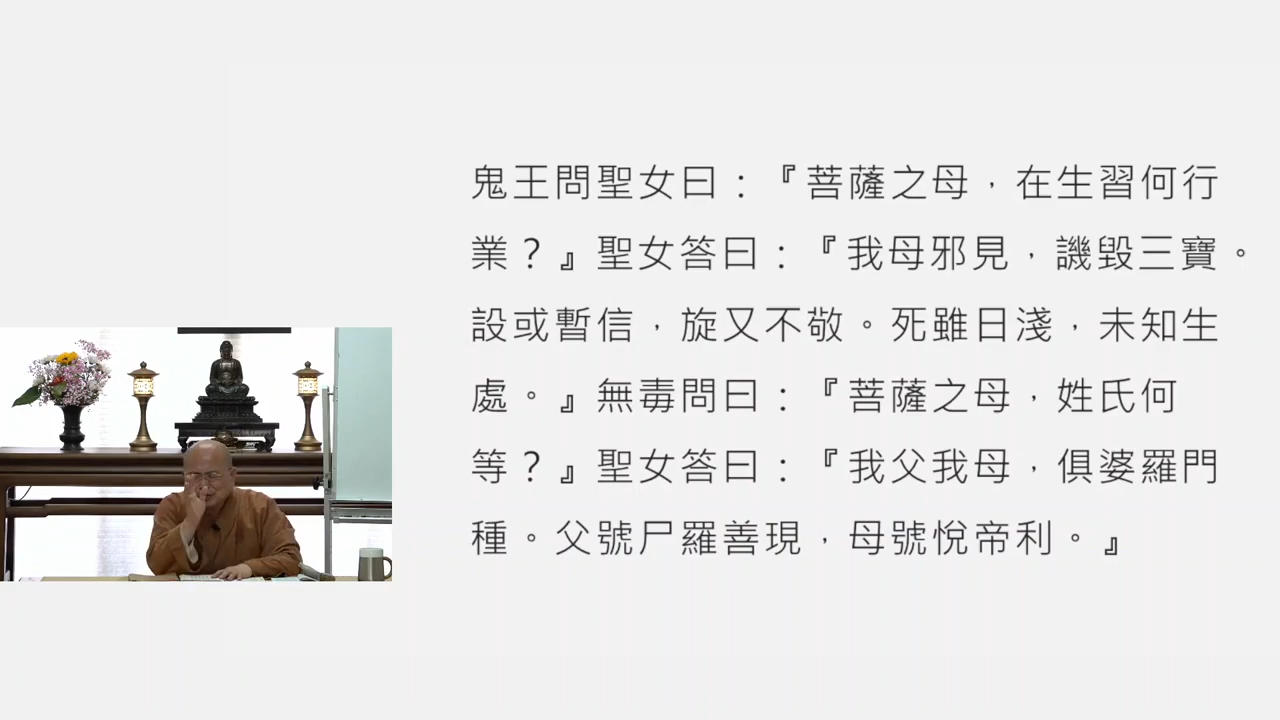 鬼王問聖女曰：『菩薩之母，在生習何行
業？』聖女答曰：『我母邪見，譏毀三寶。
設或暫信，旋又不敬。死雖日淺，未知生
處。』無毒問曰：『菩薩之母，姓氏何
等？』聖女答曰：『我父我母，俱婆羅門
種。父號尸羅善現，母號悅帝利。』